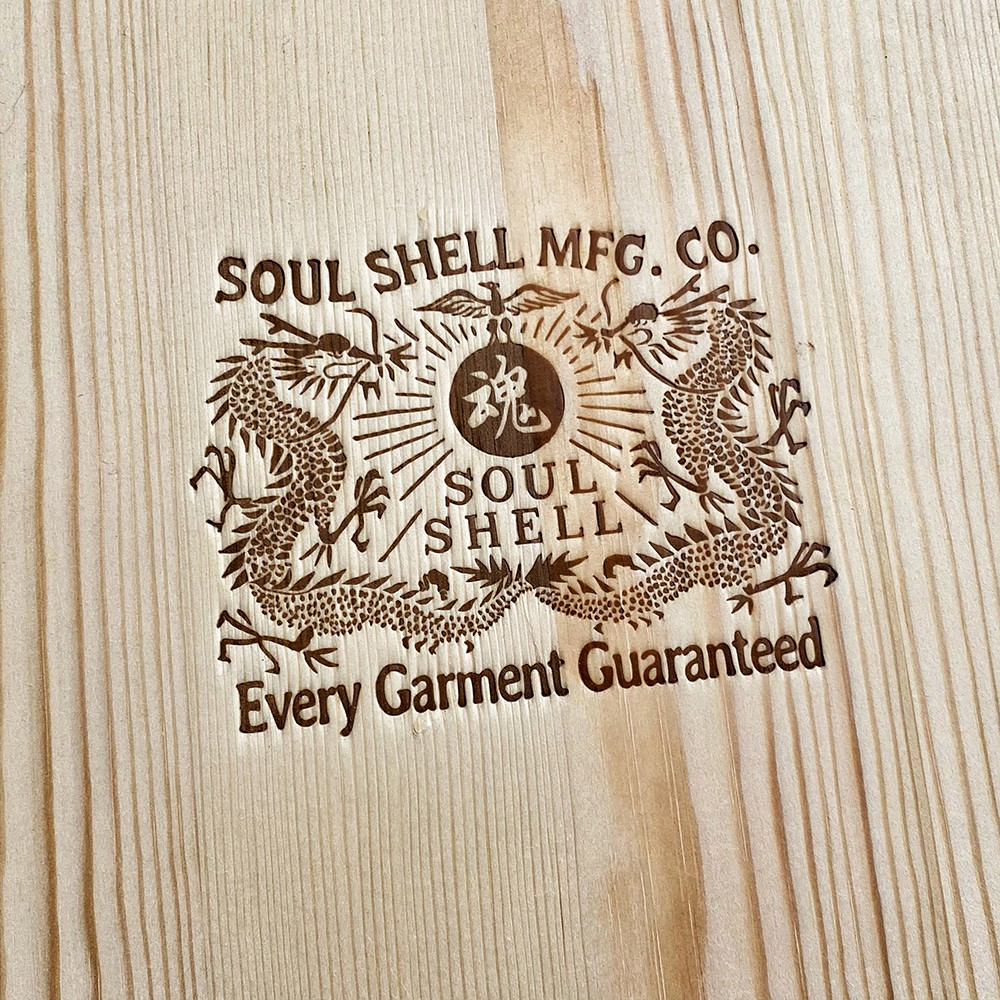 SOUL SHELL MFG. CO.
魂
SOUL
SHELL
Every Garment Guaranteed